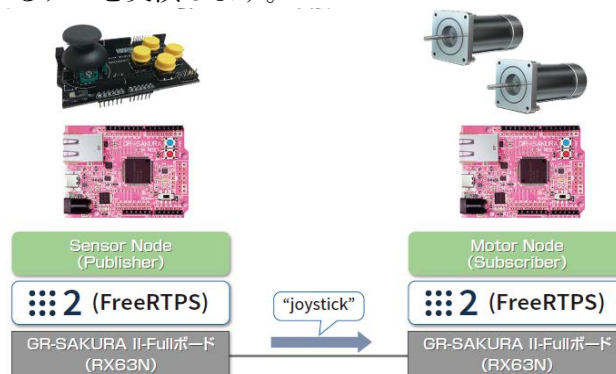 Sensor Node
(Publisher)
2 (FreeRTPS)
GR-SAKURA II-Fullボード
(RX63N)
"joystick"
Motor Node
(Subscriber)
2 (FreeRTPS)
GR-SAKURA II-Fullボード
(RX63N)